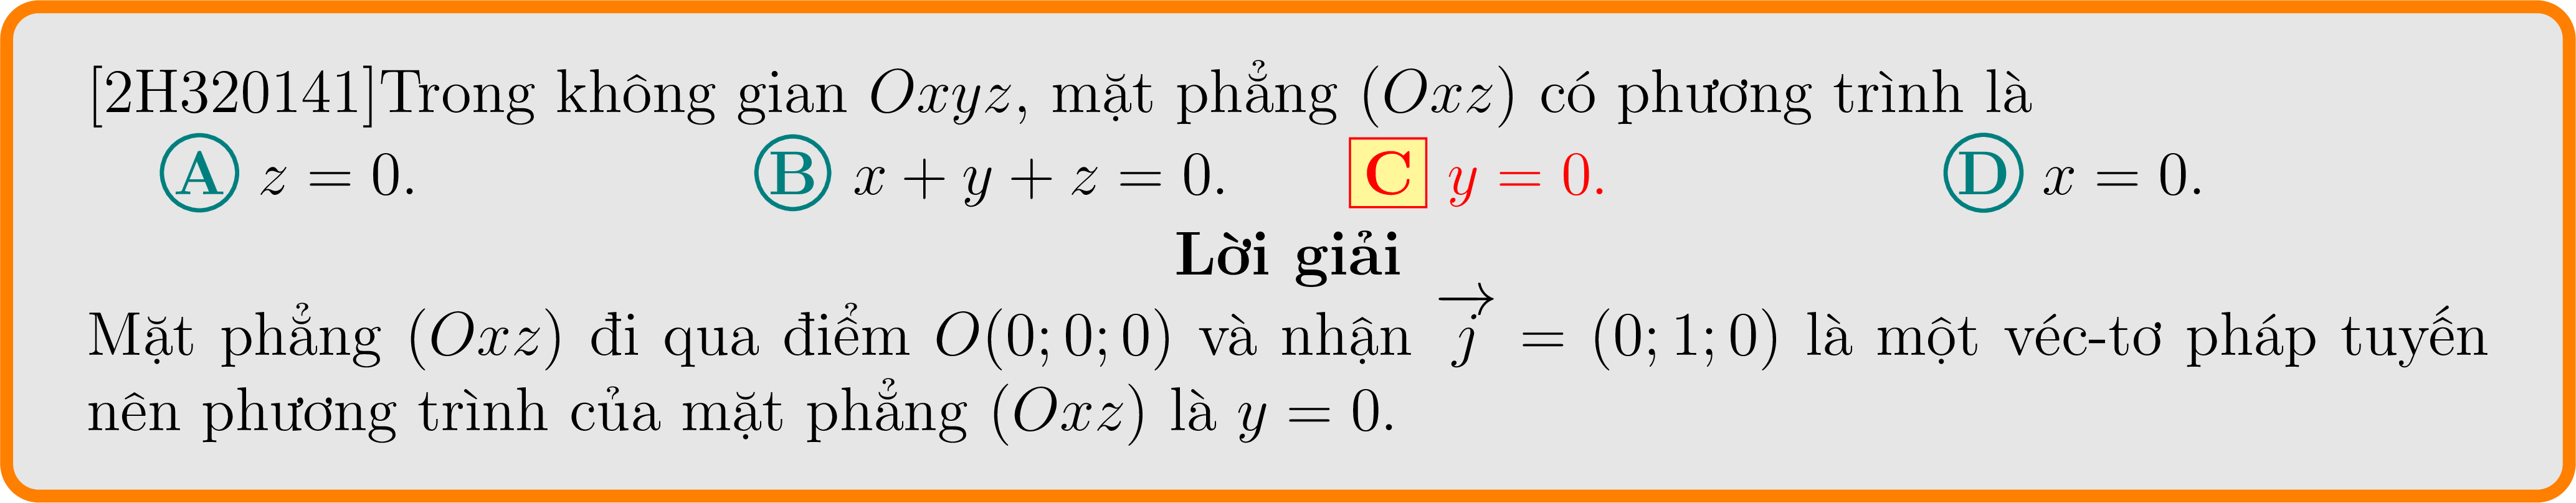 [2H320141]Trong không gian Oxyz, mặt phẳng (Oxz) có phương trình là
A z = 0. B x + y + z = 0. C y = 0. D x = 0.
Lời giải
Mặt phẳng (Oxz) đi qua điểm O(0; 0; 0) và nhận \overrightarrow{j} = (0; 1; 0) là một véc-tơ pháp tuyến
nên phương trình của mặt phẳng (Oxz) là y = 0.